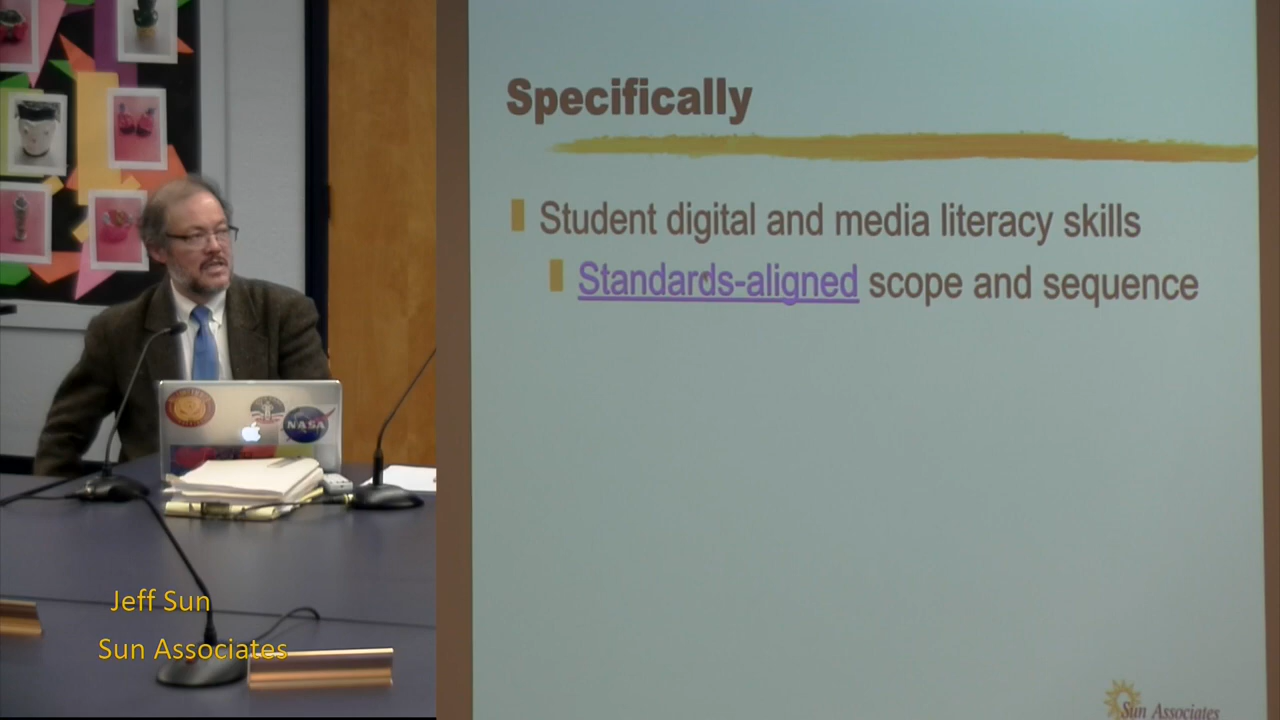 Specifically
Student digital and media literacy skills
Standards-aligned scope and sequence
NASA
Jeff Sun
Sun Associates
Sun Associates